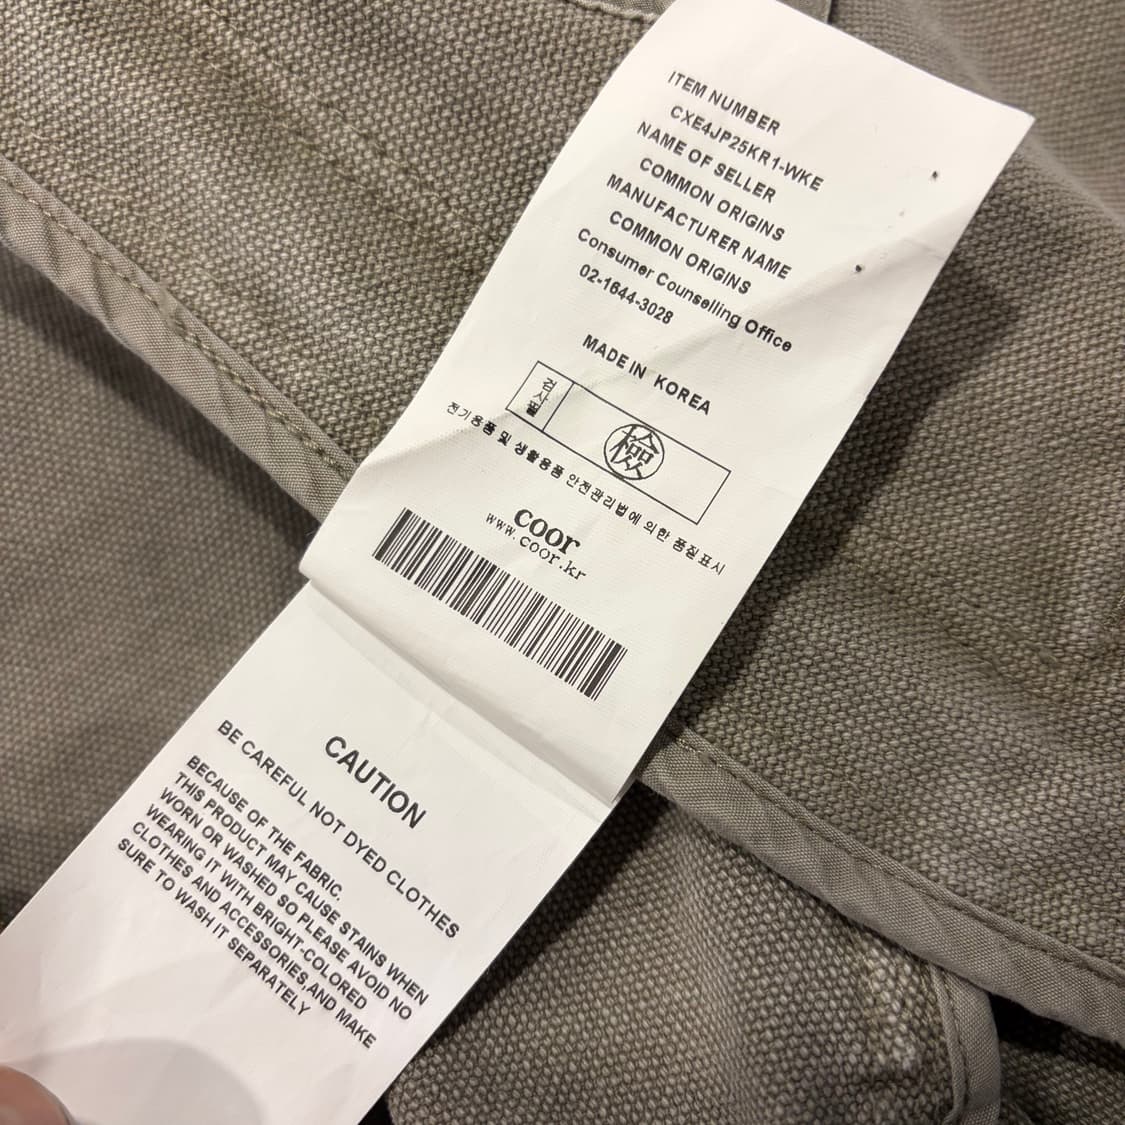 ITEM NUMBER
CXE4JP25KR1-WKE
NAME OF SELLER
COMMON ORIGINS
MANUFACTURER NAME
COMMON ORIGINS
Consumer Counselling Office
02-1644-3028
MADE IN KOREA
검사필
檢
전기용품 및 생활용품 안전관리법에 의한 품질표시
coor
www.coor.kr
CAUTION
BE CAREFUL NOT DYED CLOTHES
BECAUSE OF THE FABRIC.
THIS PRODUCT MAY CAUSE STAINS WHEN
WORN OR WASHED SO PLEASE AVOID NO
WEARING IT WITH BRIGHT-COLORED
CLOTHES AND ACCESSORIES,AND MAKE
SURE TO WASH IT SEPARATELY